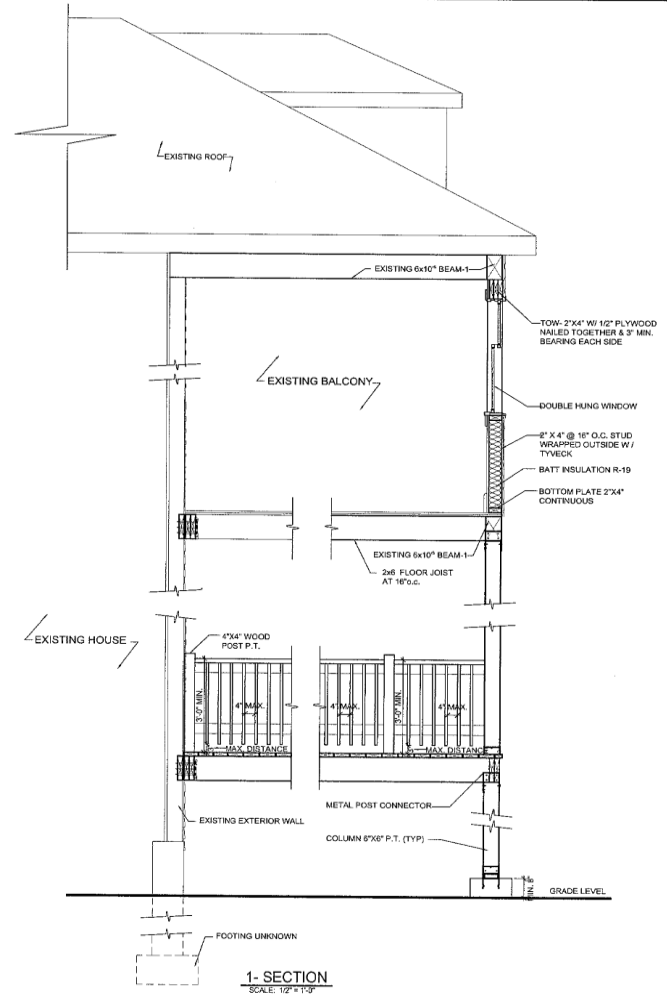 EXISTING ROOF
EXISTING 6x10" BEAM-1
TOW- 2"X4" W/ 1/2" PLYWOOD
NAILED TOGETHER & 3" MIN.
BEARING EACH SIDE
EXISTING BALCONY
DOUBLE HUNG WINDOW
2" X 4" @ 16" O.C. STUD
WRAPPED OUTSIDE W /
TYVECK
BATT INSULATION R-19
BOTTOM PLATE 2"X4"
CONTINUOUS
EXISTING 6x10" BEAM-1
2x6 FLOOR JOIST
AT 16"o.c.
EXISTING HOUSE
4"X4" WOOD
POST P.T.
3'-0" MIN.
4" MAX.
4" MAX.
3'-0" MIN.
4" MAX.
MAX. DISTANCE
MAX. DISTANCE
METAL POST CONNECTOR
EXISTING EXTERIOR WALL
COLUMN 6"X6" P.T. (TYP)
MIN. 8"
GRADE LEVEL
FOOTING UNKNOWN
1- SECTION
SCALE: 1/2" = 1'-0"